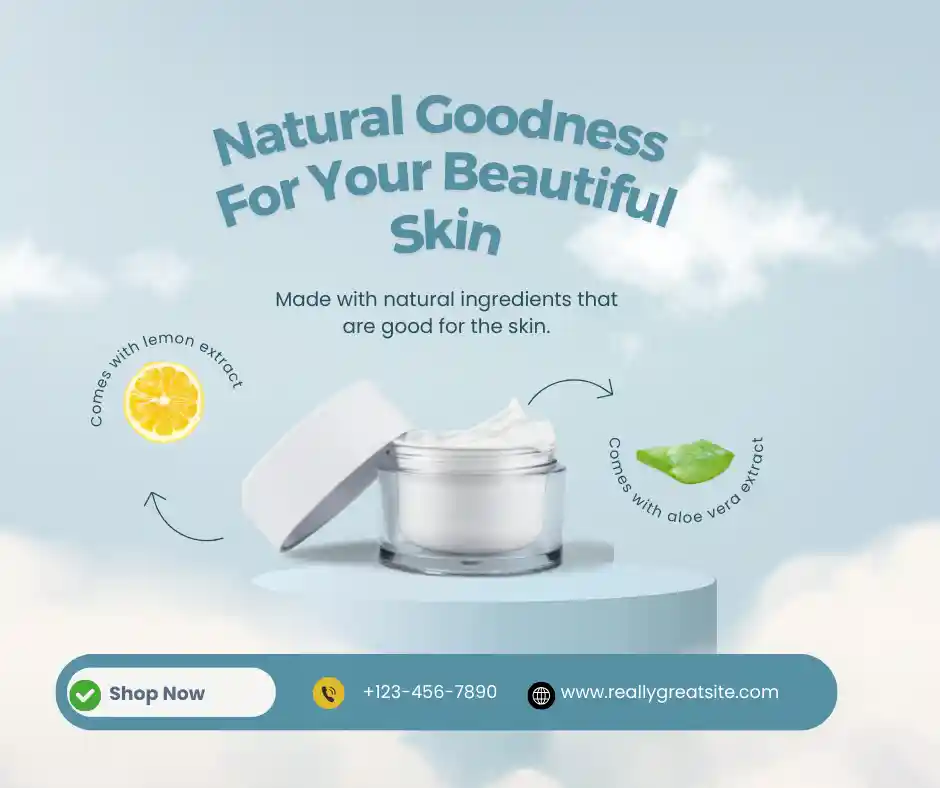 Natural Goodness
For Your Beautiful
Skin
Made with natural ingredients that
are good for the skin.
Comes with lemon extract
Comes with aloe vera extract
Shop Now
+123-456-7890
www.reallygreatsite.com